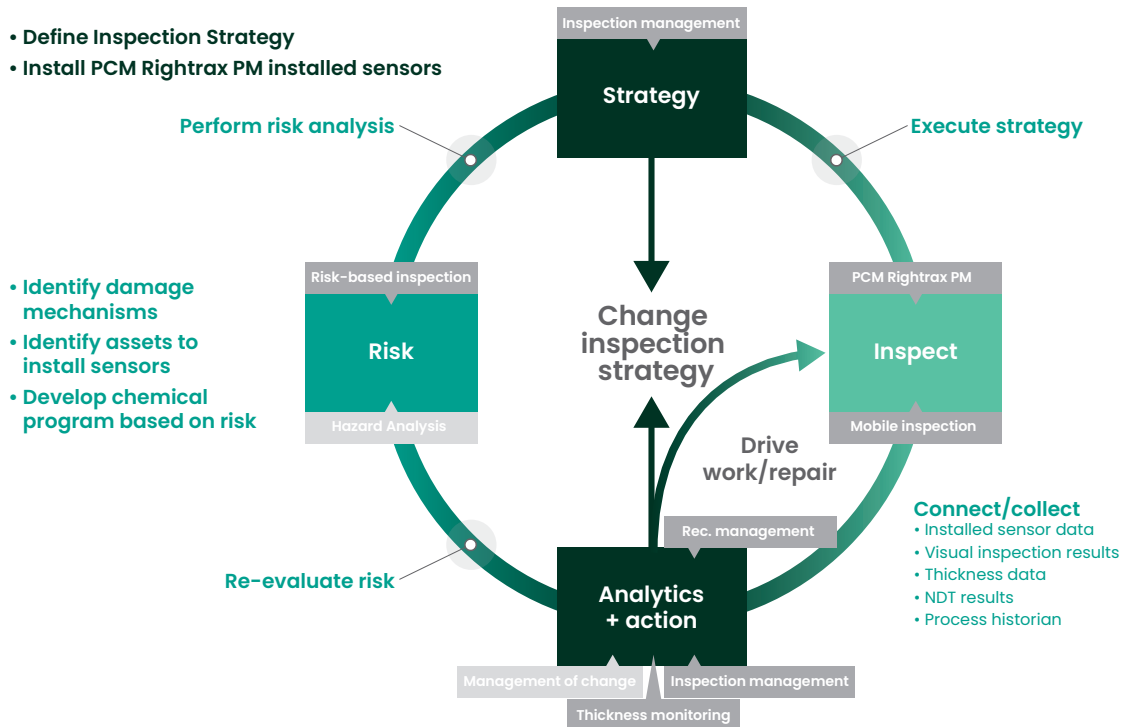 Inspection management
• Define Inspection Strategy
• Install PCM Rightrax PM installed sensors
Strategy
Perform risk analysis
Execute strategy
Risk-based inspection
PCM Rightrax PM
• Identify damage
mechanisms
• Identify assets to
install sensors
• Develop chemical
program based on risk
Risk
Change
inspection
strategy
Inspect
Hazard Analysis
Mobile inspection
Drive
work/repair
Connect/collect
• Installed sensor data
• Visual inspection results
• Thickness data
• NDT results
• Process historian
Rec. management
Re-evaluate risk
Analytics
+ action
Management of change
Inspection management
Thickness monitoring